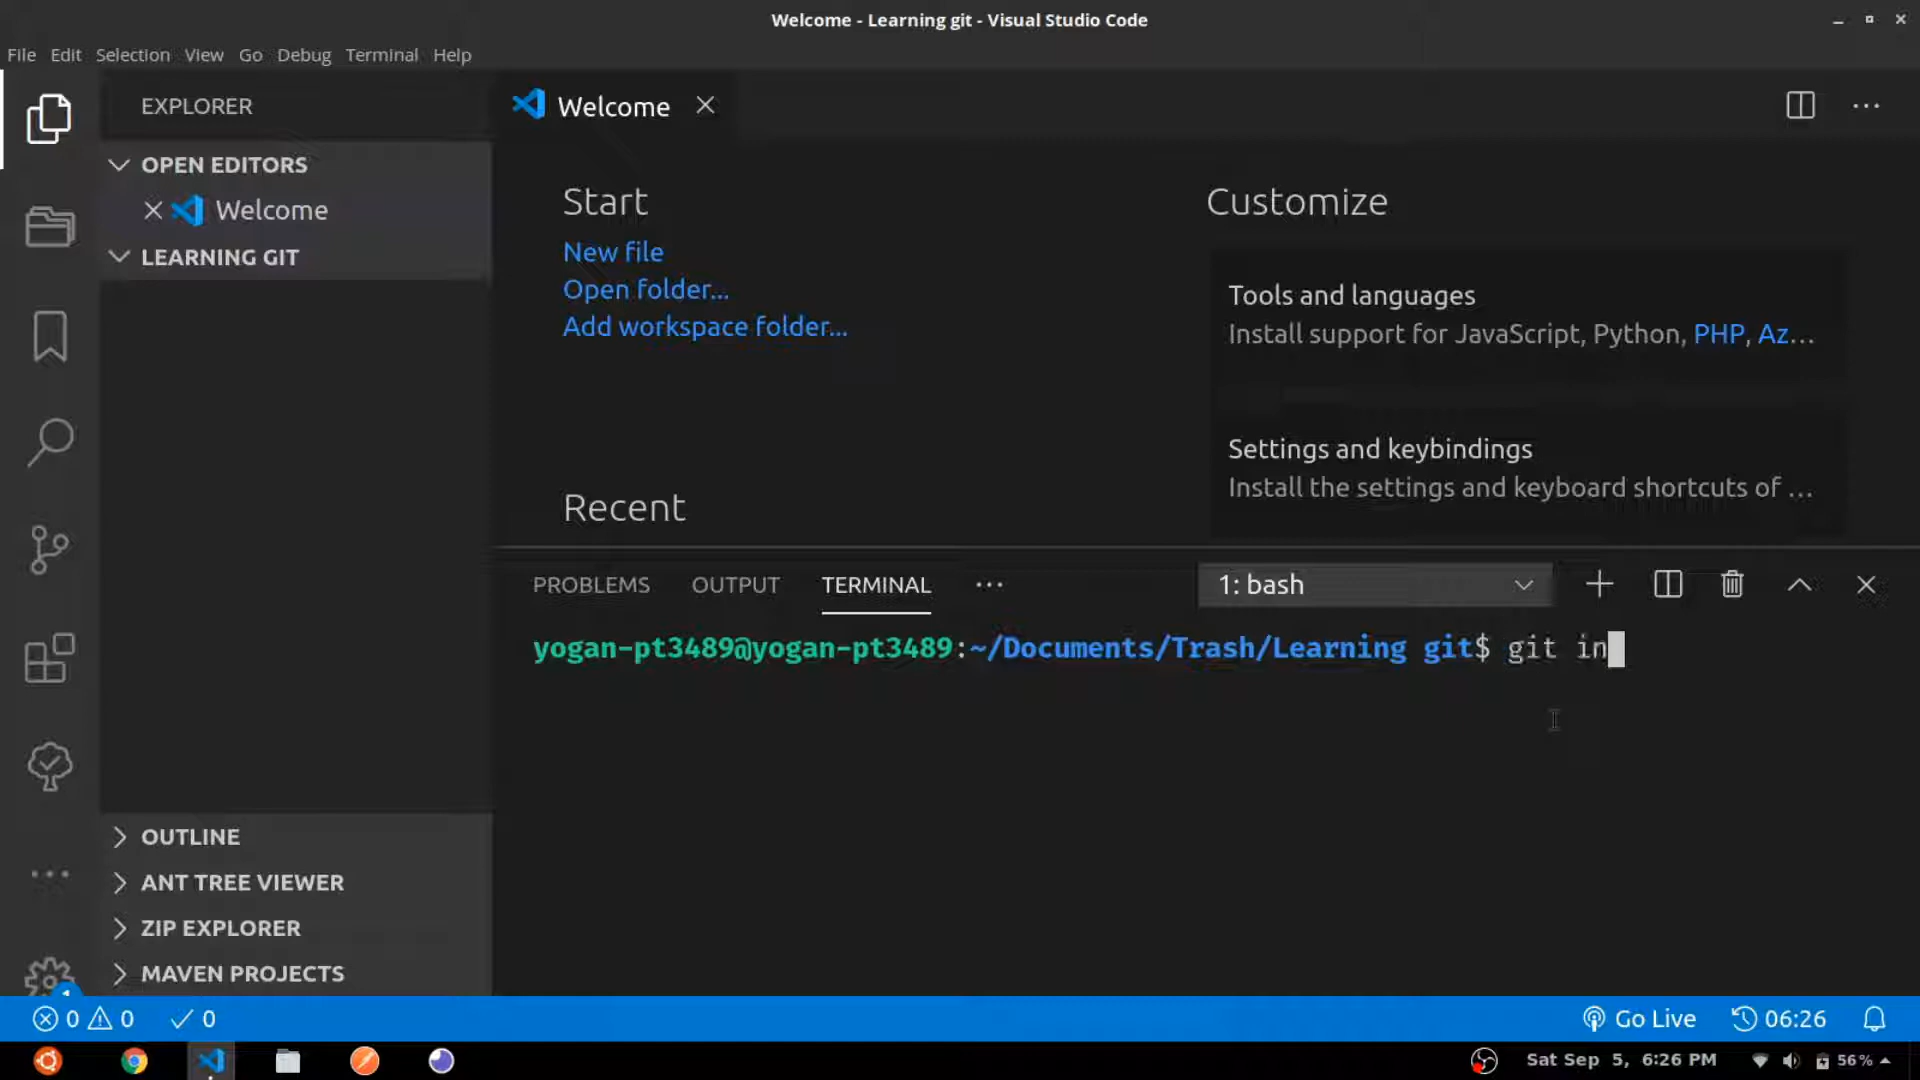 Welcome - Learning git - Visual Studio Code
File Edit Selection View Go Debug Terminal Help
EXPLORER
OPEN EDITORS
Welcome
LEARNING GIT
OUTLINE
ANT TREE VIEWER
ZIP EXPLORER
MAVEN PROJECTS
Welcome
Start
New file
Open folder...
Add workspace folder...
Recent
Customize
Tools and languages
Install support for JavaScript, Python, PHP, Az...
Settings and keybindings
Install the settings and keyboard shortcuts of ...
PROBLEMS OUTPUT TERMINAL ... 1: bash
yogan-pt3489@yogan-pt3489:~/Documents/Trash/Learning git$ git in
0 0 0 Go Live 06:26
Sat Sep 5, 6:26 PM 56%